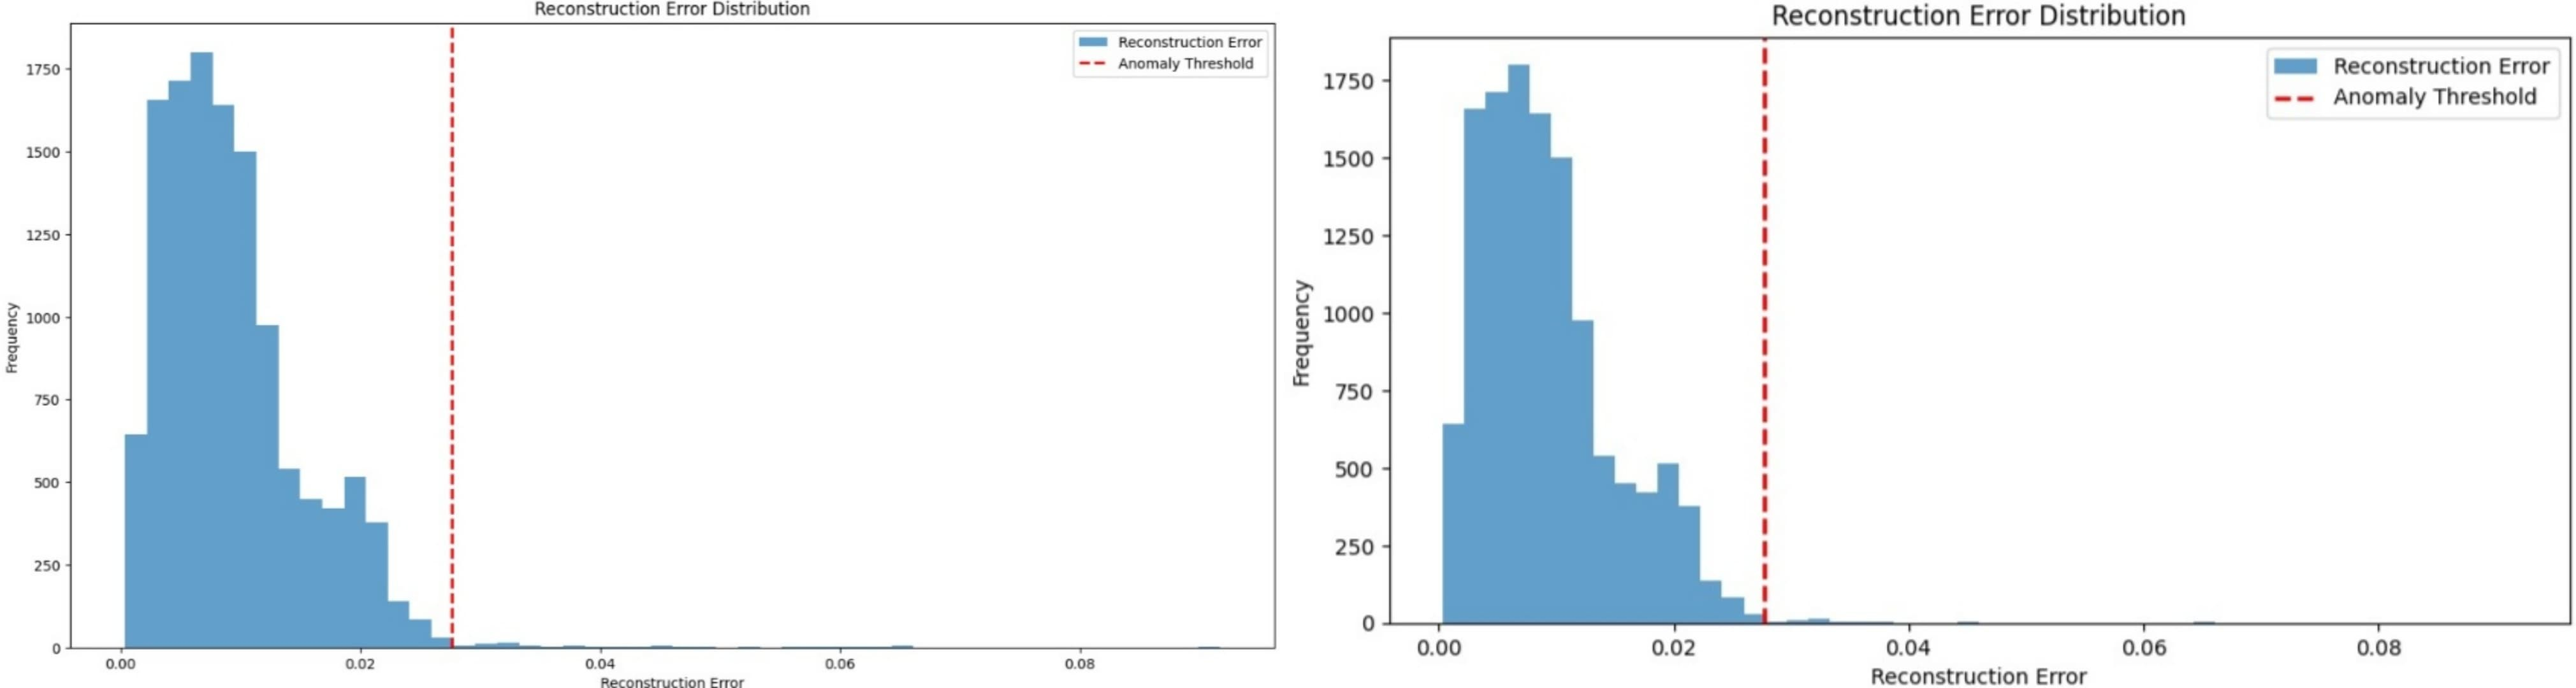 Reconstruction Error Distribution
Reconstruction Error
Anomaly Threshold
1750
1500
1250
1000
750
500
250
0
Frequency
0.00 0.02 0.04 0.06 0.08
Reconstruction Error
Reconstruction Error Distribution
Reconstruction Error
Anomaly Threshold
1750
1500
1250
1000
750
500
250
0
Frequency
0.00 0.02 0.04 0.06 0.08
Reconstruction Error